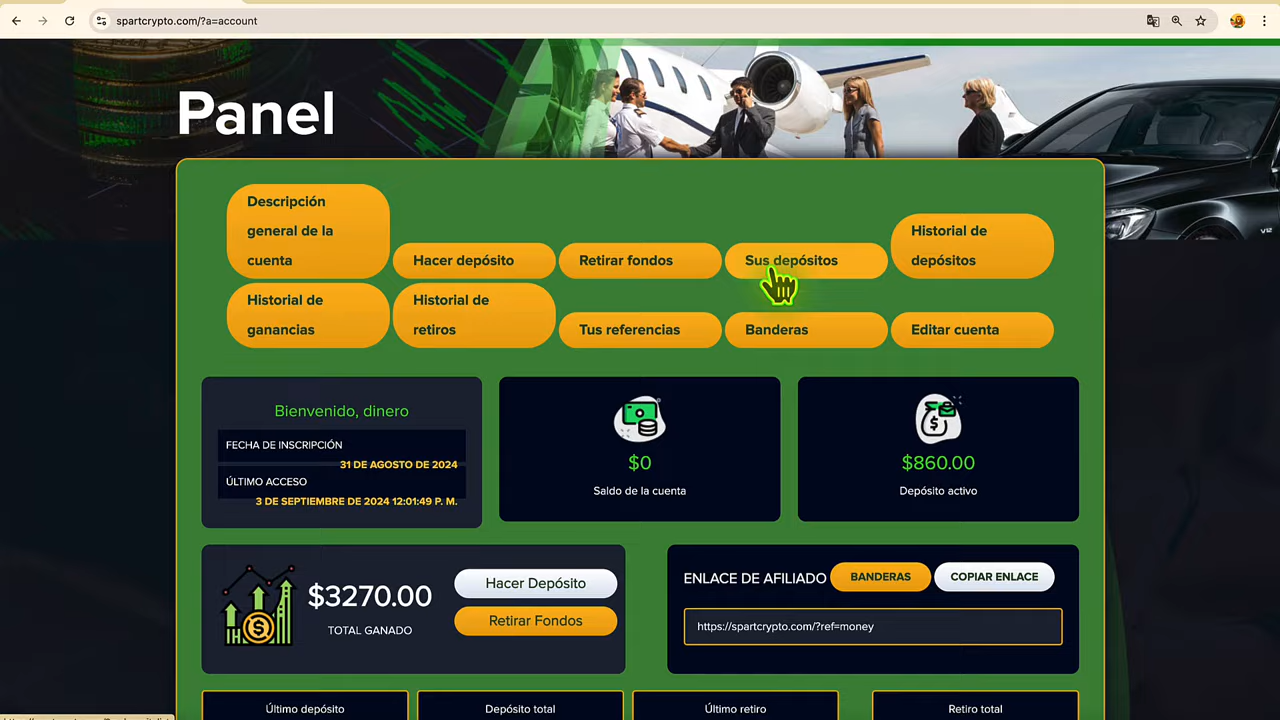 spartcrypto.com/?a=account
Panel
Descripción
general de la
cuenta
Hacer depósito
Retirar fondos
Sus depósitos
Historial de
depósitos
Historial de
ganancias
Historial de
retiros
Tus referencias
Banderas
Editar cuenta
Bienvenido, dinero
FECHA DE INSCRIPCIÓN
31 DE AGOSTO DE 2024
ÚLTIMO ACCESO
3 DE SEPTIEMBRE DE 2024 12:01:49 P. M.
$0
Saldo de la cuenta
$860.00
Depósito activo
$3270.00
TOTAL GANADO
Hacer Depósito
Retirar Fondos
ENLACE DE AFILIADO
BANDERAS
COPIAR ENLACE
https://spartcrypto.com/?ref=money
Último depósito
Depósito total
Último retiro
Retiro total